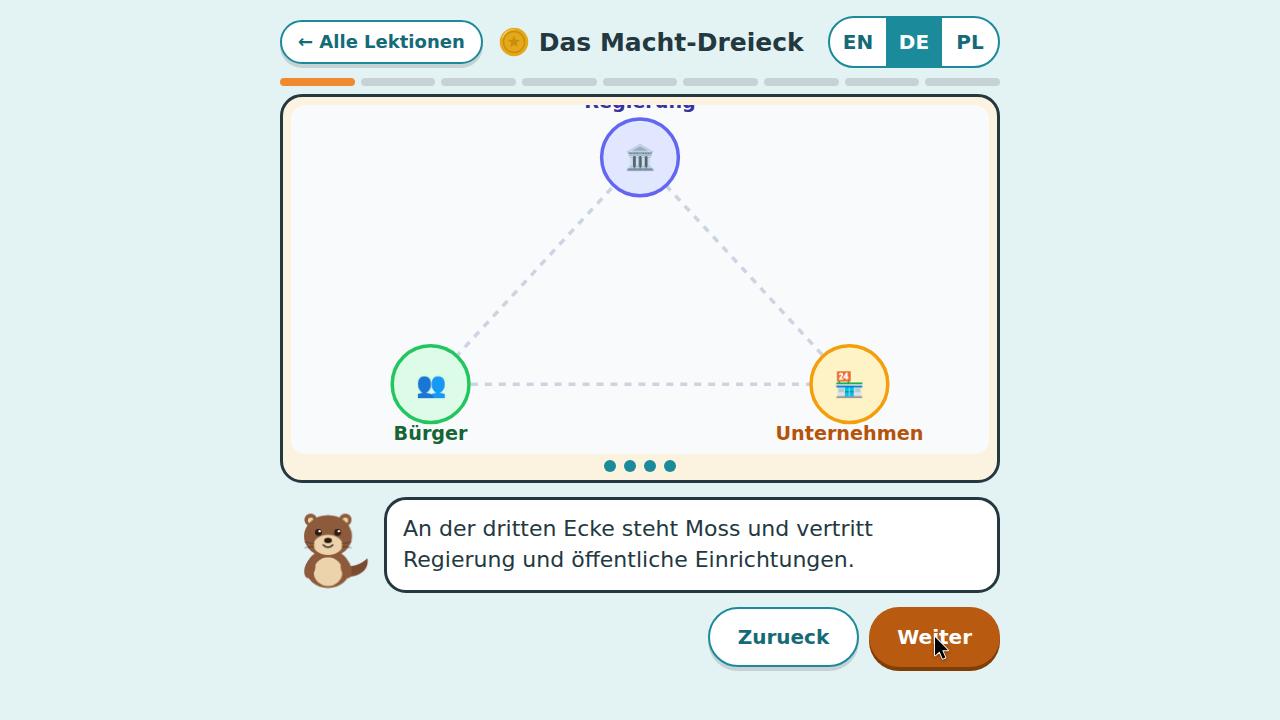 ← Alle Lektionen
Das Macht-Dreieck
EN DE PL
Regierung
Bürger
Unternehmen
An der dritten Ecke steht Moss und vertritt
Regierung und öffentliche Einrichtungen.
Zurueck
Weiter